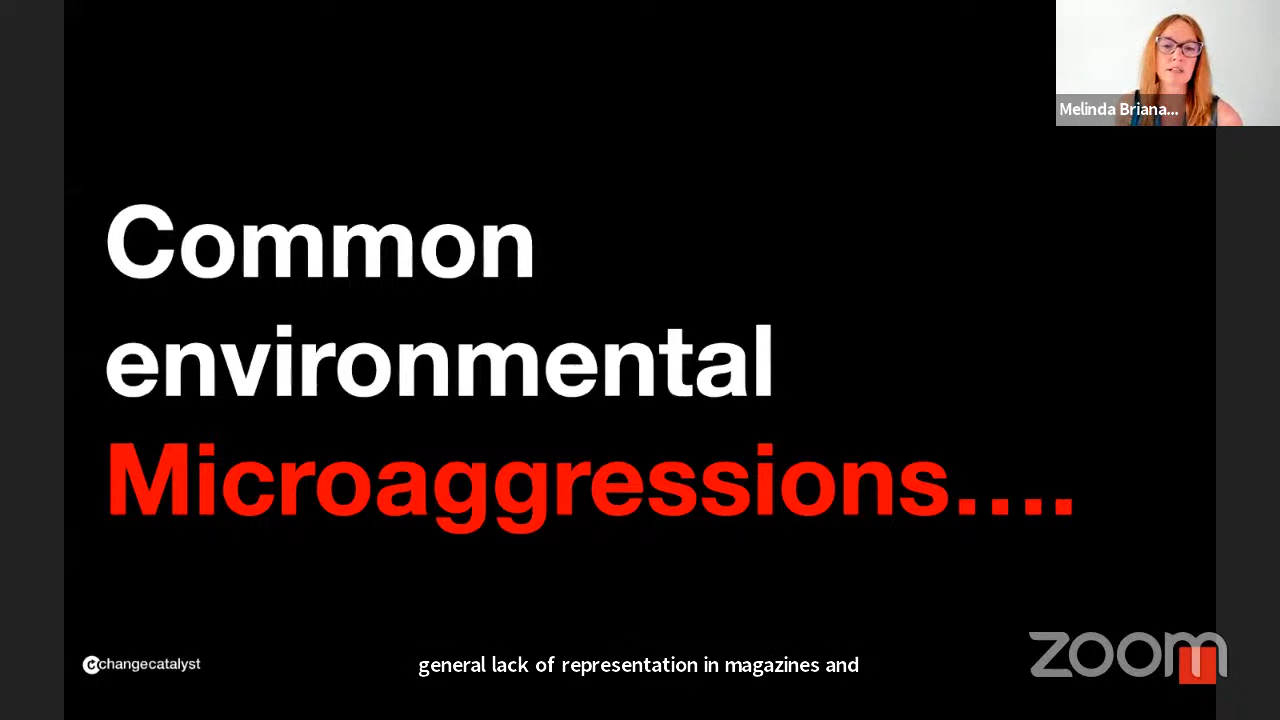 Melinda Briana...
Common
environmental
Microaggressions....
changecatalyst
general lack of representation in magazines and
zoom